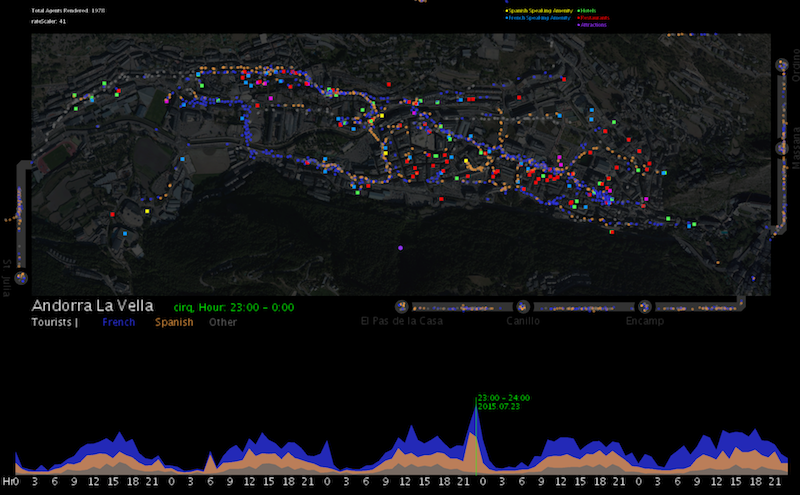 Total Agents Rendered: 1978
rateScaler: 41
Spanish Speaking Amenity
French Speaking Amenity
Hotels
Restaurants
Attractions
Ordino
Massana
St. Julia
Andorra La Vella
cirq, Hour: 23:00 - 0:00
Tourists |
French
Spanish
Other
El Pas de la Casa
Canillo
Encamp
23:00 - 24:00
2015.07.23
Hr0 3 6 9 12 15 18 21 0 3 6 9 12 15 18 21 0 3 6 9 12 15 18 21 0 3 6 9 12 15 18 21 0 3 6 9 12 15 18 21